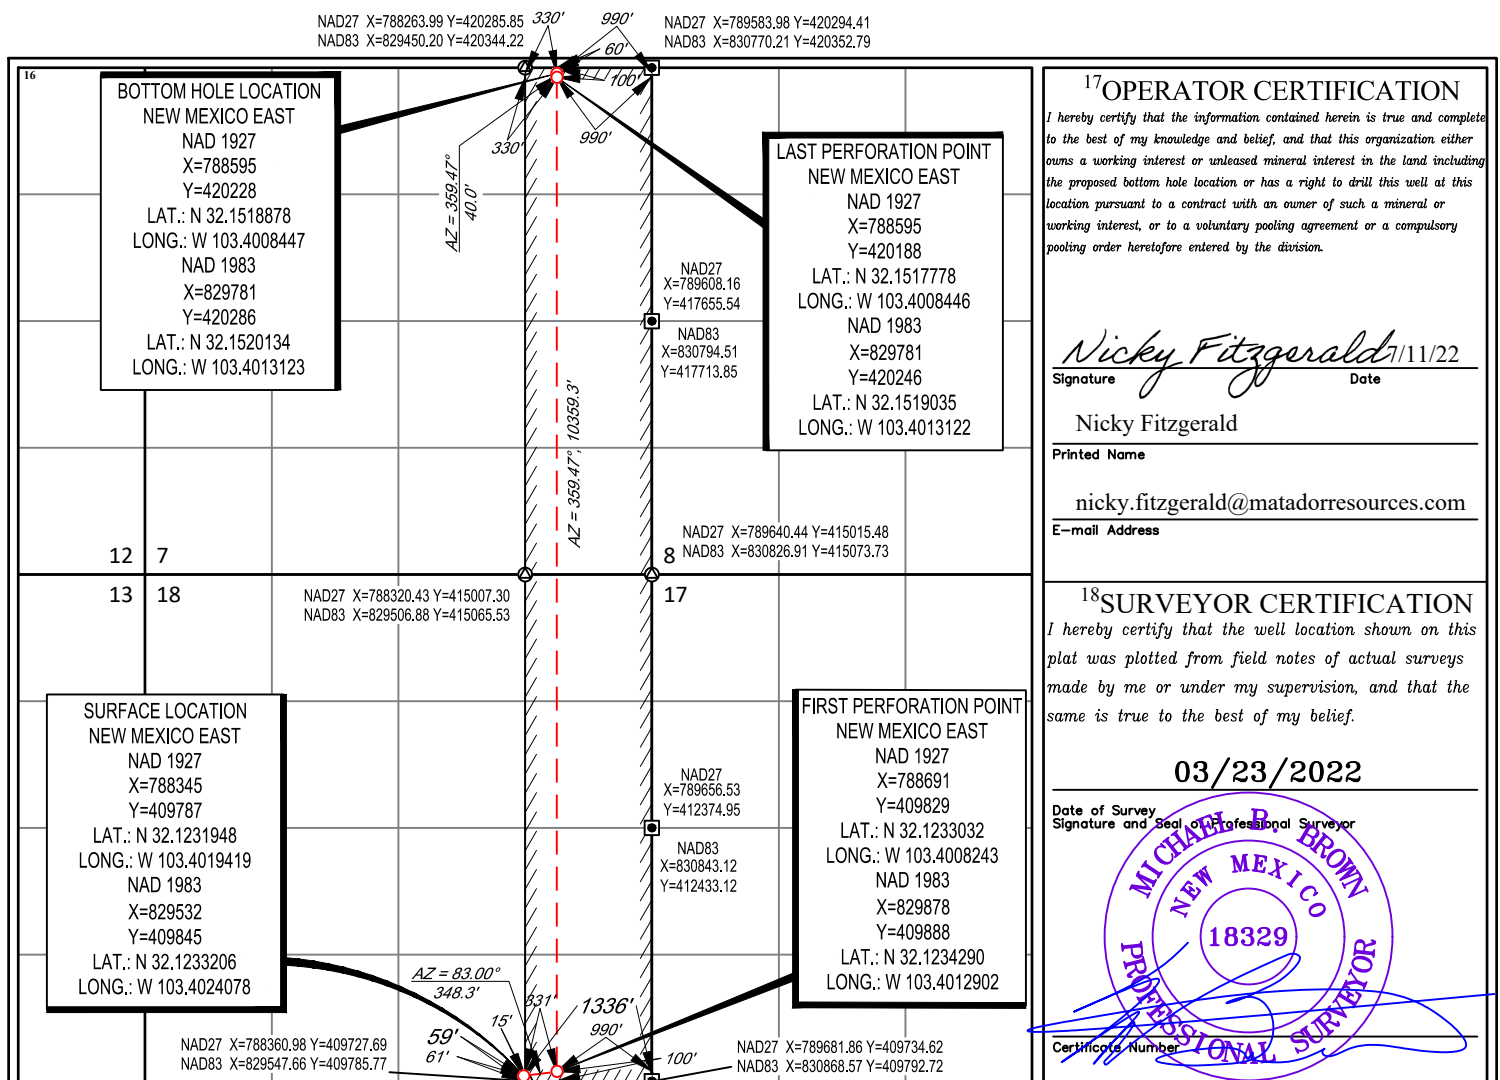 NAD27 X=788263.99 Y=420285.85
NAD83 X=829450.20 Y=420344.22
330'
990'
60'
NAD27 X=789583.98 Y=420294.41
NAD83 X=830770.21 Y=420352.79
16
100'
330'
990'
BOTTOM HOLE LOCATION
NEW MEXICO EAST
NAD 1927
X=788595
Y=420228
LAT.: N 32.1518878
LONG.: W 103.4008447
NAD 1983
X=829781
Y=420286
LAT.: N 32.1520134
LONG.: W 103.4013123
AZ = 359.47°
40.0'
LAST PERFORATION POINT
NEW MEXICO EAST
NAD 1927
X=788595
Y=420188
LAT.: N 32.1517778
LONG.: W 103.4008446
NAD 1983
X=829781
Y=420246
LAT.: N 32.1519035
LONG.: W 103.4013122
NAD27
X=789608.16
Y=417655.54
NAD83
X=830794.51
Y=417713.85
AZ = 359.47°, 10359.3'
12 7
8
NAD27 X=789640.44 Y=415015.48
NAD83 X=830826.91 Y=415073.73
13 18
NAD27 X=788320.43 Y=415007.30
NAD83 X=829506.88 Y=415065.53
17
SURFACE LOCATION
NEW MEXICO EAST
NAD 1927
X=788345
Y=409787
LAT.: N 32.1231948
LONG.: W 103.4019419
NAD 1983
X=829532
Y=409845
LAT.: N 32.1233206
LONG.: W 103.4024078
NAD27
X=789656.53
Y=412374.95
NAD83
X=830843.12
Y=412433.12
FIRST PERFORATION POINT
NEW MEXICO EAST
NAD 1927
X=788691
Y=409829
LAT.: N 32.1233032
LONG.: W 103.4008243
NAD 1983
X=829878
Y=409888
LAT.: N 32.1234290
LONG.: W 103.4012902
AZ = 83.00°
348.3'
331'
1336'
15'
990'
59'
61'
100'
NAD27 X=788360.98 Y=409727.69
NAD83 X=829547.66 Y=409785.77
NAD27 X=789681.86 Y=409734.62
NAD83 X=830868.57 Y=409792.72
17OPERATOR CERTIFICATION
I hereby certify that the information contained herein is true and complete
to the best of my knowledge and belief, and that this organization either
owns a working interest or unleased mineral interest in the land including
the proposed bottom hole location or has a right to drill this well at this
location pursuant to a contract with an owner of such a mineral or
working interest, or to a voluntary pooling agreement or a compulsory
pooling order heretofore entered by the division.
Nicky Fitzgerald 7/11/22
Signature Date
Nicky Fitzgerald
Printed Name
nicky.fitzgerald@matadorresources.com
E-mail Address
18SURVEYOR CERTIFICATION
I hereby certify that the well location shown on this
plat was plotted from field notes of actual surveys
made by me or under my supervision, and that the
same is true to the best of my belief.
03/23/2022
Date of Survey
Signature and Seal of Professional Surveyor
MICHAEL B. BROWN
NEW MEXICO
18329
PROFESSIONAL SURVEYOR
Certificate Number